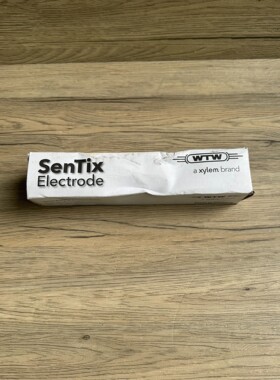 SenTix
Electrode
WTW
a xylem brand